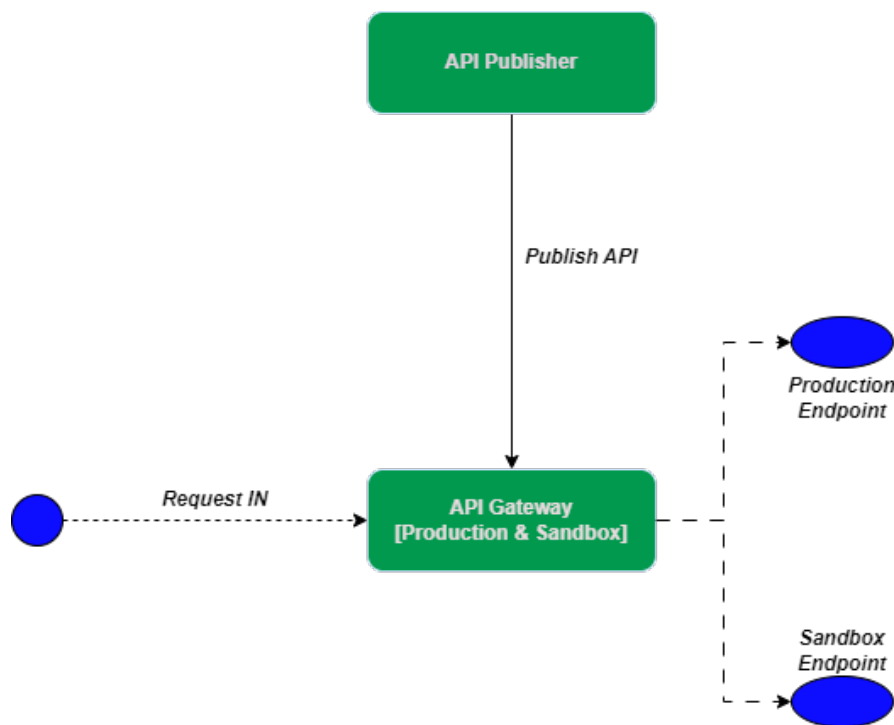 API Publisher
Publish API
Production
Endpoint
Request IN
API Gateway
[Production & Sandbox]
Sandbox
Endpoint